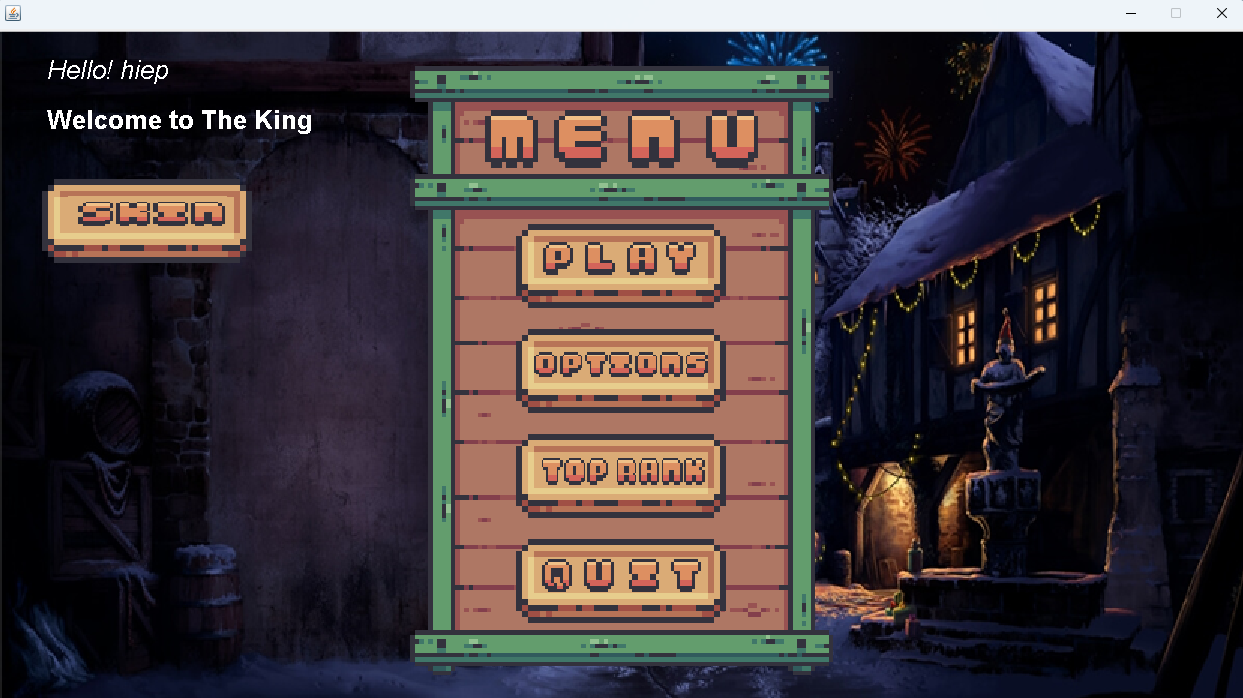 Hello! hiep
Welcome to The King
SKIN
MENU
PLAY
OPTIONS
TOP RANK
QUIT